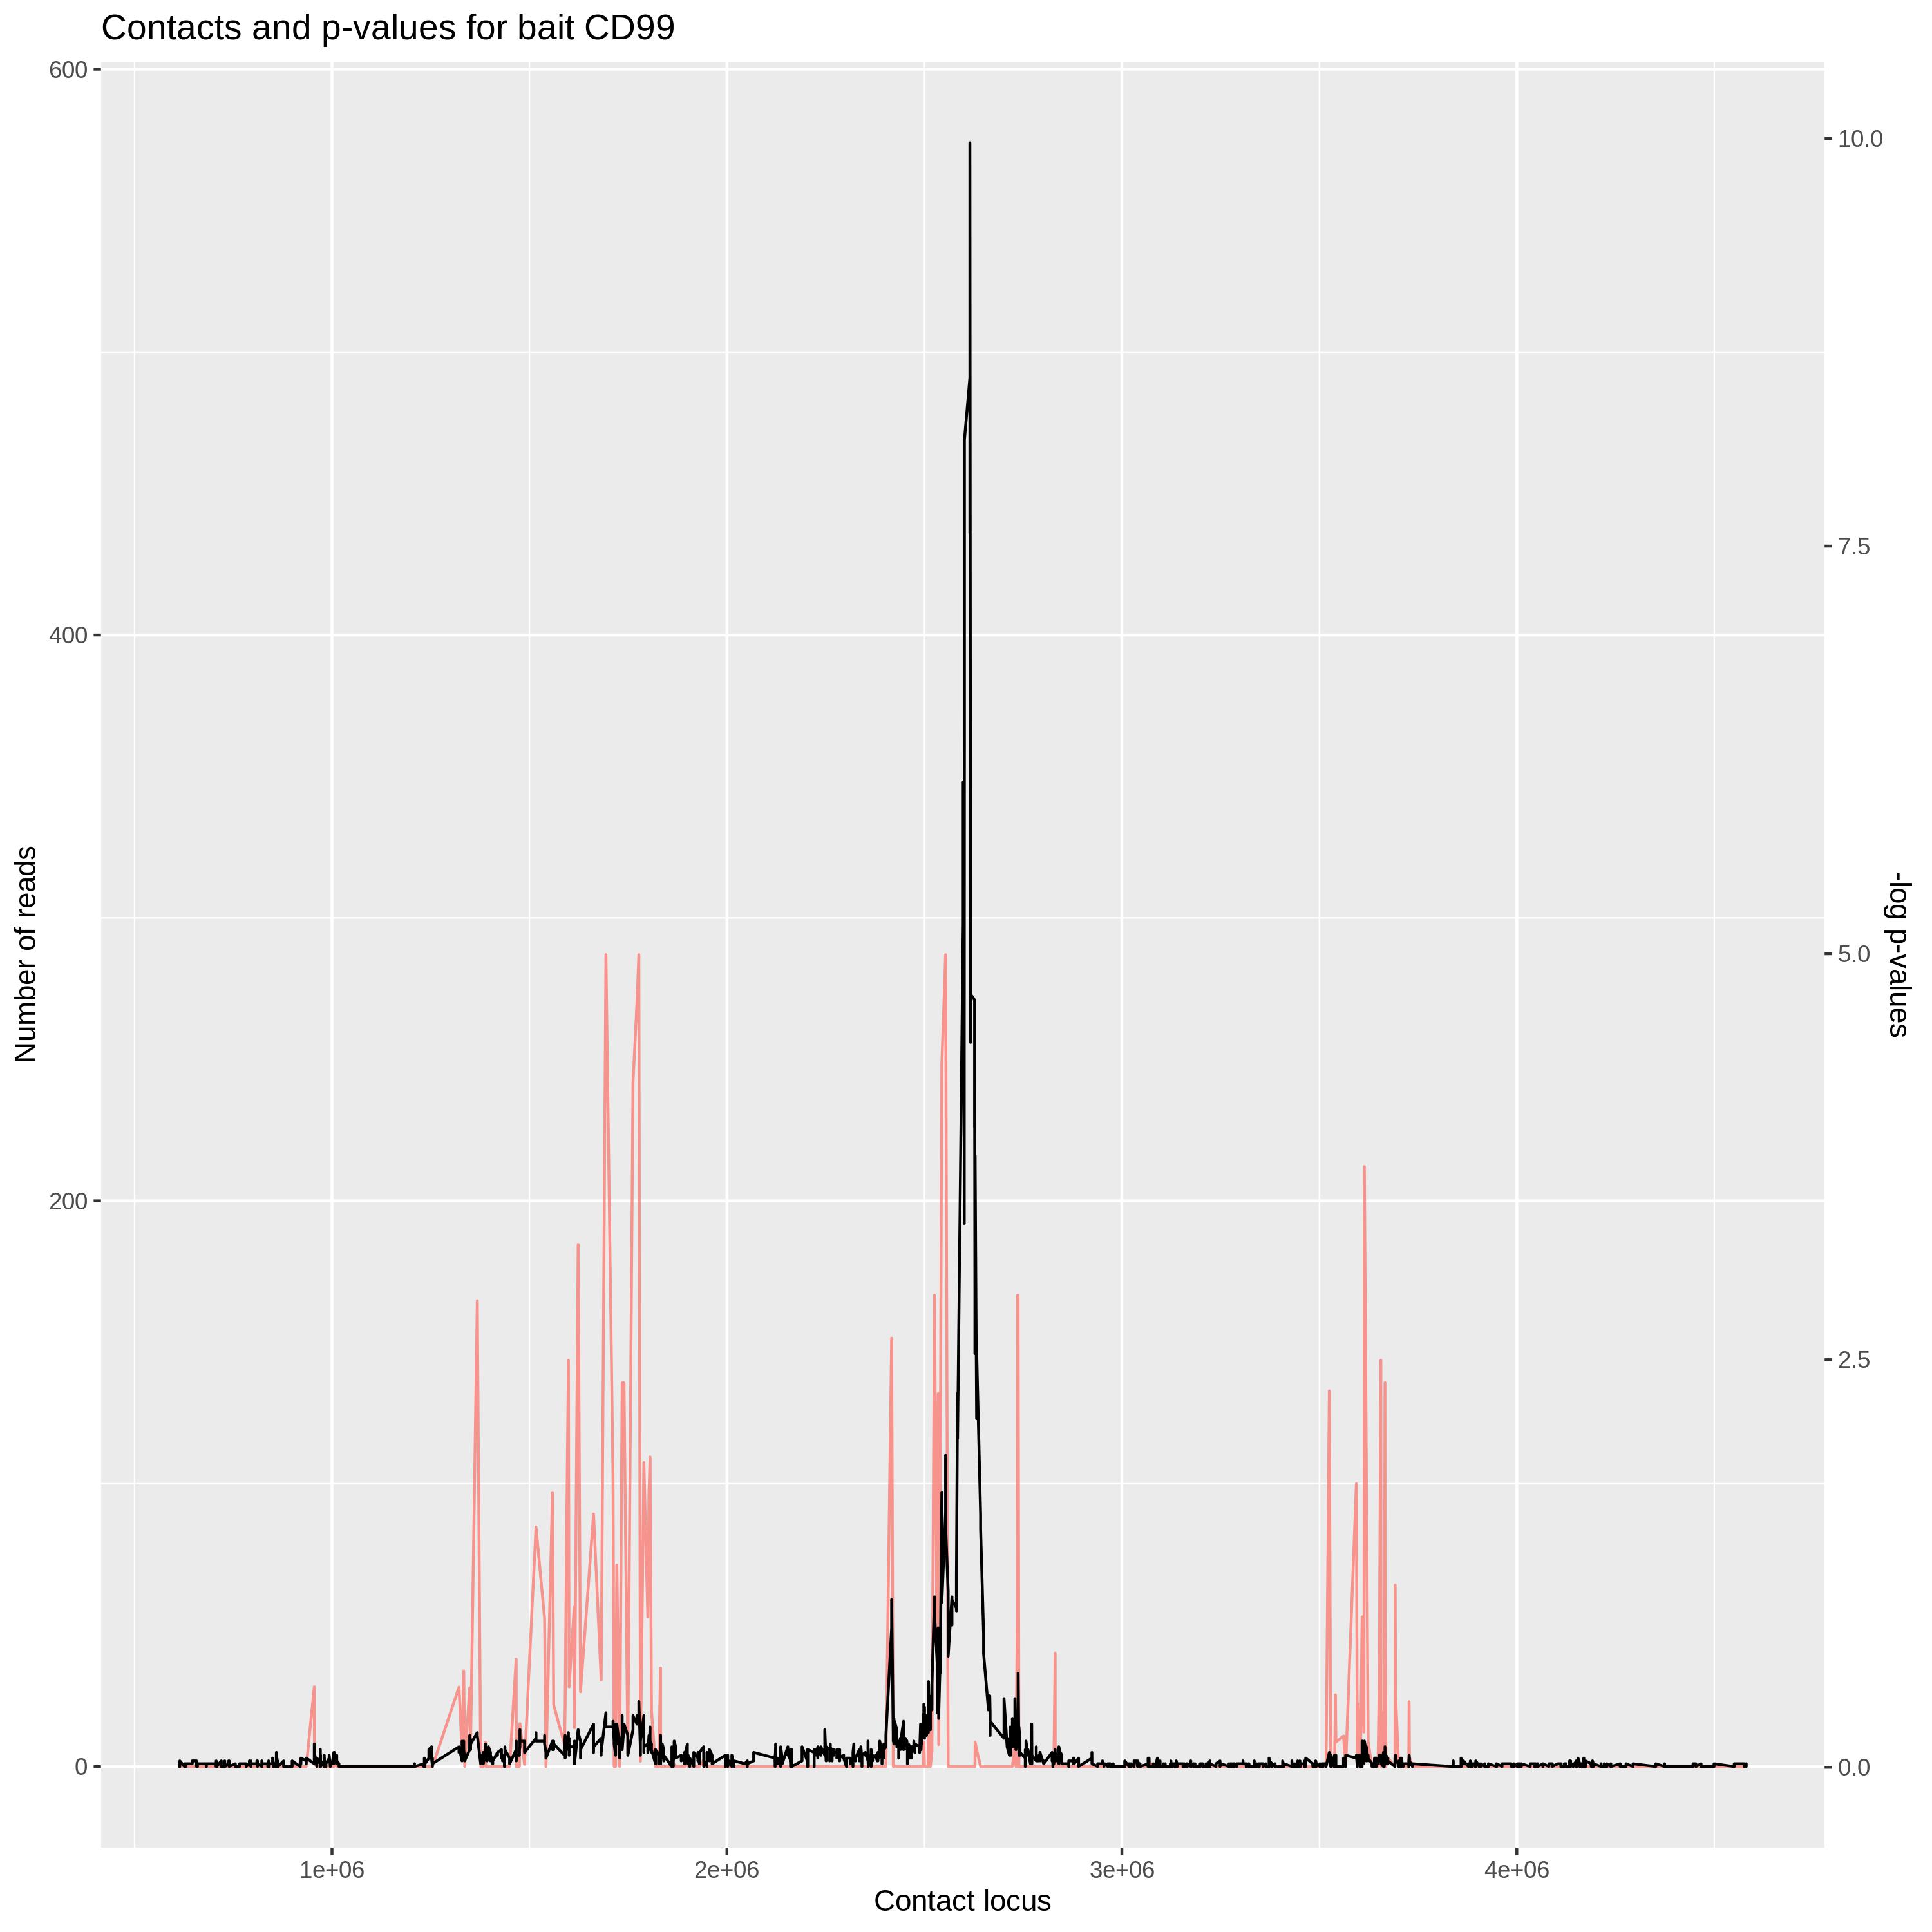 Contacts and p-values for bait CD99
600
400
200
0
Number of reads
10.0
7.5
5.0
2.5
0.0
-log p-values
1e+06
2e+06
3e+06
4e+06
Contact locus